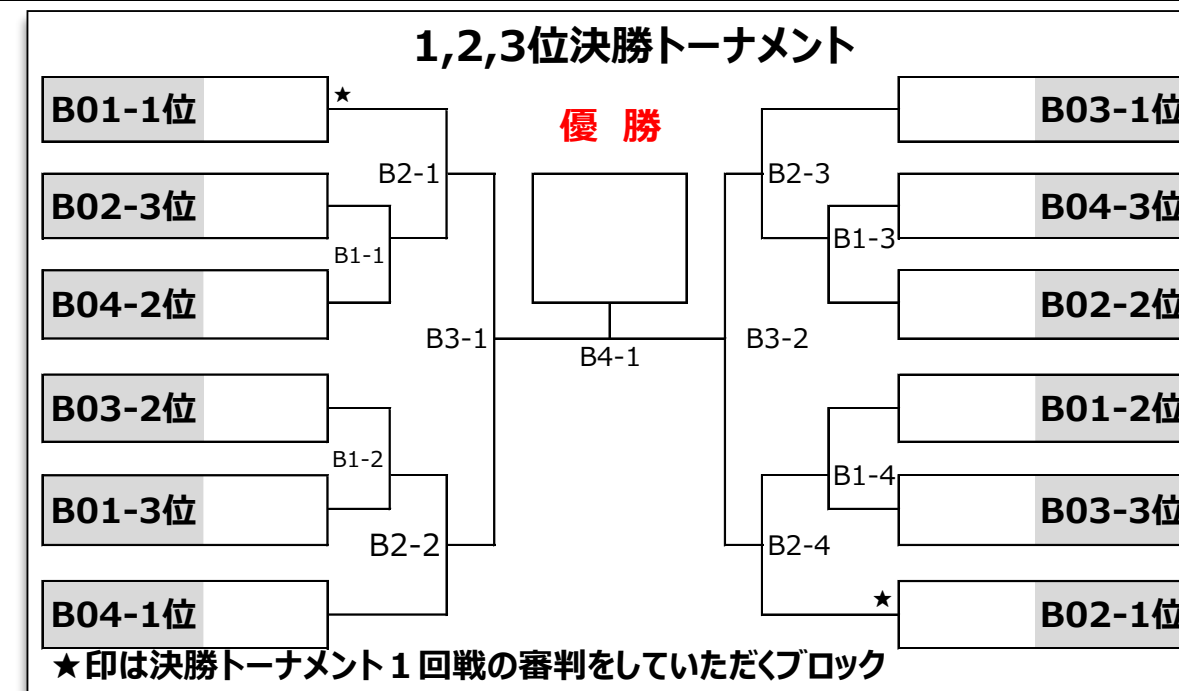 1,2,3位決勝トーナメント
B01-1位
★
優 勝
B03-1位
B2-1
B2-3
B02-3位
B04-3位
B1-1
B1-3
B04-2位
B02-2位
B3-1
B4-1
B3-2
B03-2位
B01-2位
B1-2
B1-4
B01-3位
B03-3位
B2-2
B2-4
B04-1位
★
B02-1位
★印は決勝トーナメント１回戦の審判をしていただくブロック